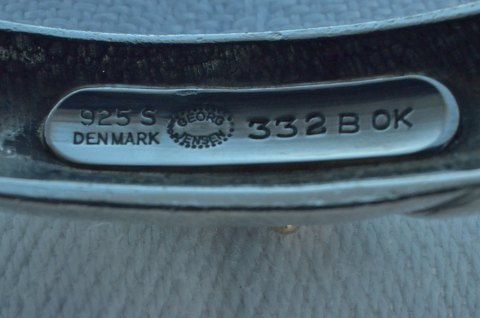 925 S
DENMARK
GEORG
JENSEN
332 B OK